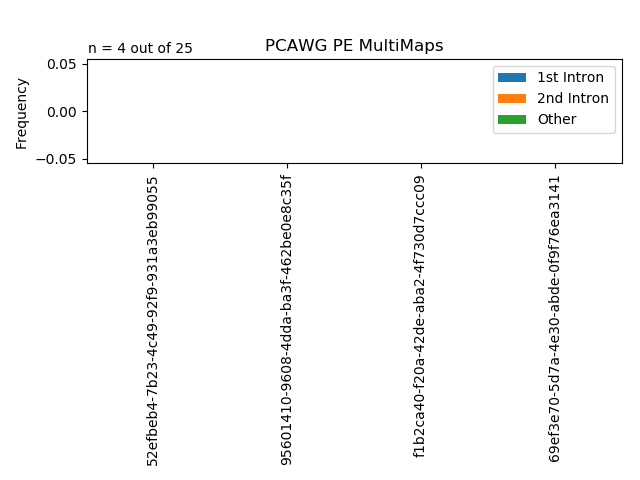 n = 4 out of 25
PCAWG PE MultiMaps
Frequency
0.05
0.00
−0.05
1st Intron
2nd Intron
Other
52efbeb4-7b23-4c49-92f9-931a3eb99055
95601410-9608-4dda-ba3f-462be0e8c35f
f1b2ca40-f20a-42de-aba2-4f730d7ccc09
69ef3e70-5d7a-4e30-abde-0f9f76ea3141